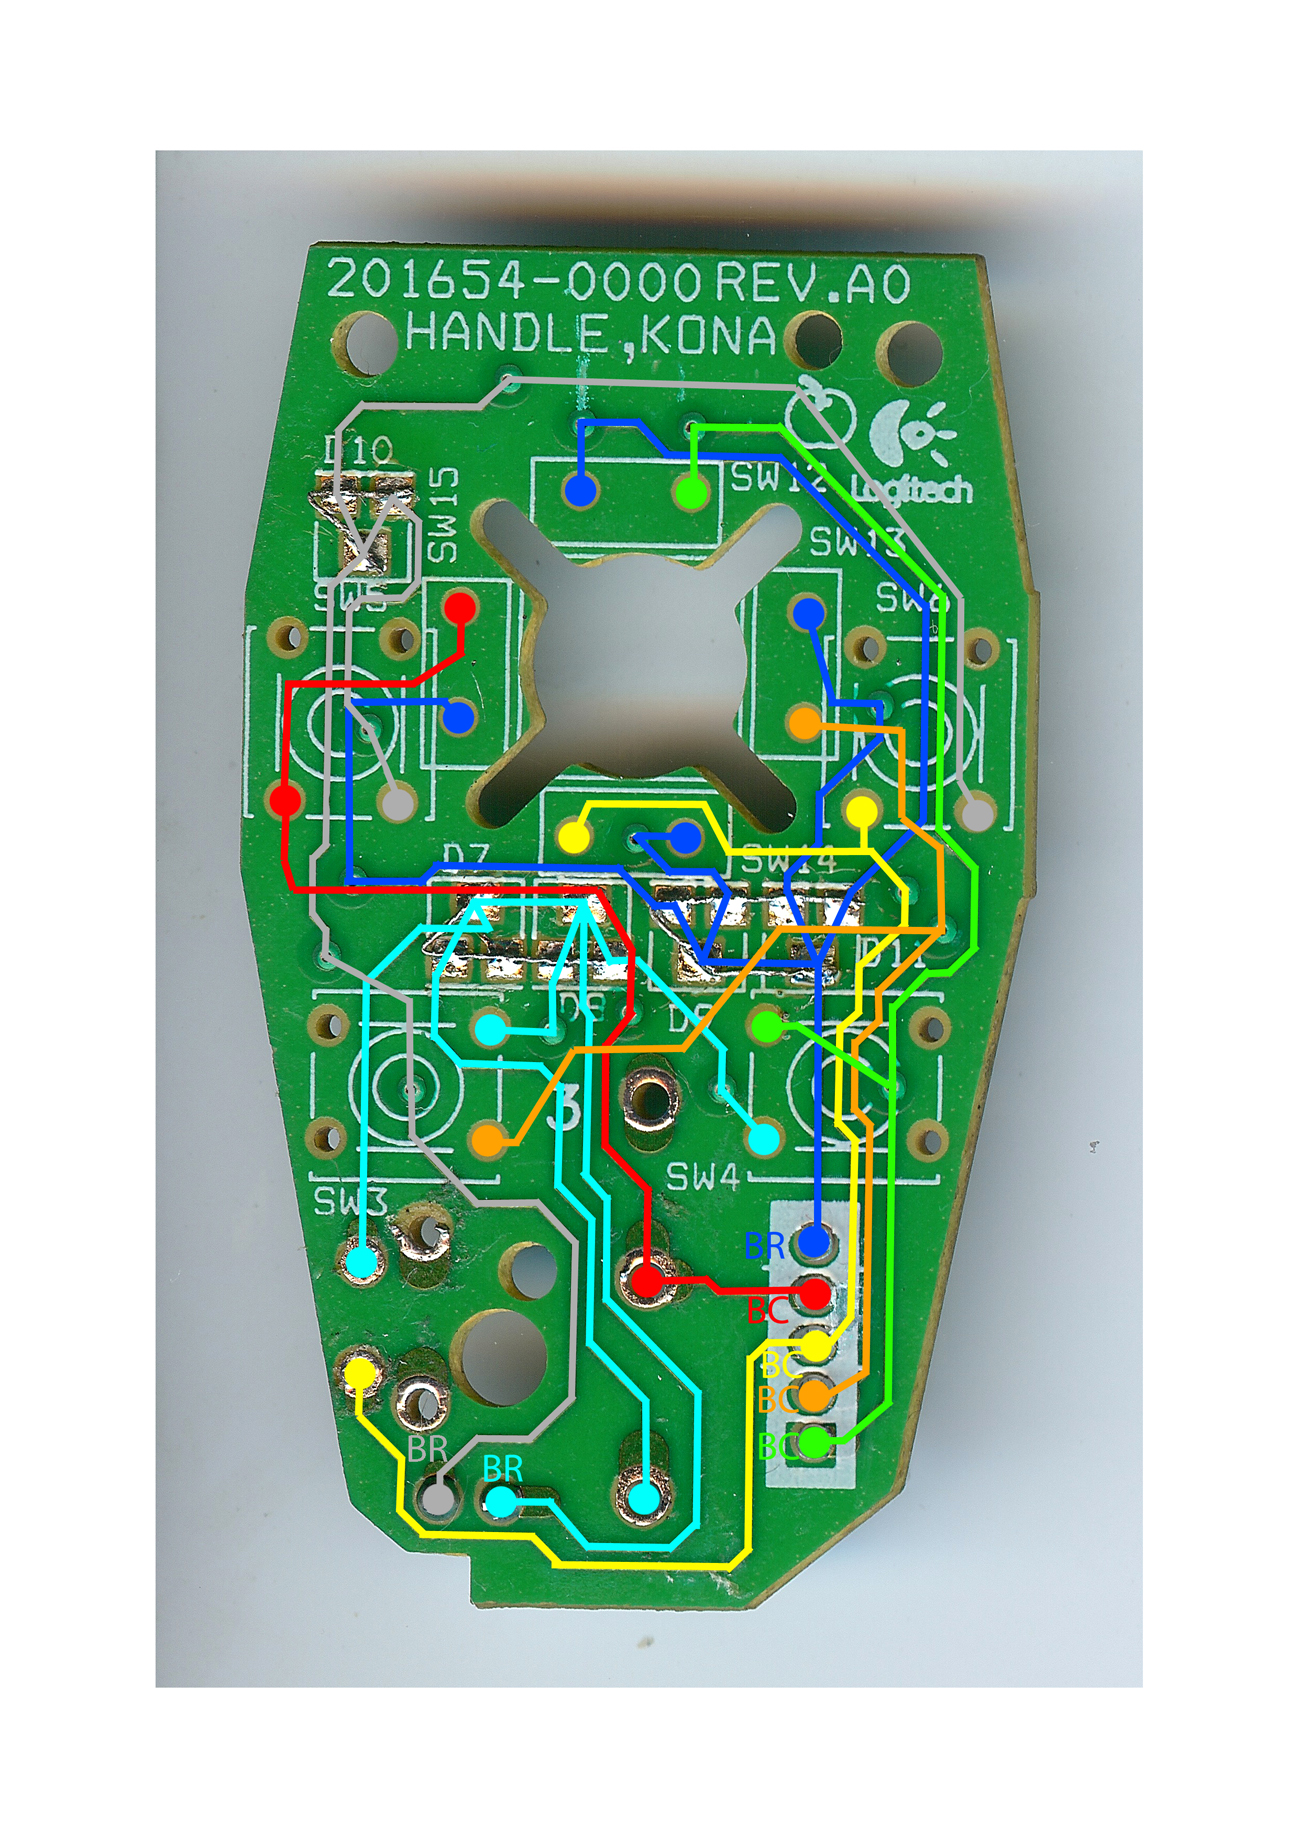 201654-0000 REV.A0
HANDLE,KONA
D10
SW15
SW12
Logitech
SW13
SW5
SW6
D7
SW14
D11
D8
D9
3
SW4
SW3
BR
BC
BC
BC
BC
BR
BR